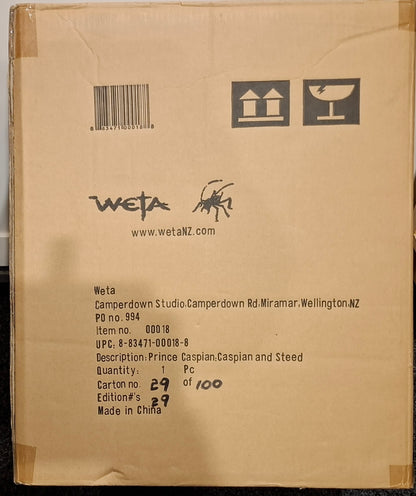 8 83471 00018 8
WETA
www.wetaNZ.com
Weta
Camperdown Studio,Camperdown Rd,Miramar,Wellington,NZ
PO no. 994
Item no. 00018
UPC: 8-83471-00018-8
Description:Prince Caspian:Caspian and Steed
Quantity: 1 Pc
Carton no. 29 of 100
Edition#'s 29
Made in China